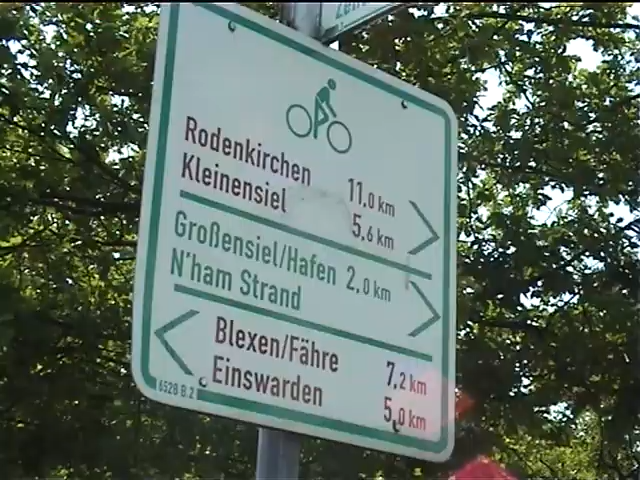 Rodenkirchen 11,0 km
Kleinensiel 5,6 km
Großensiel/Hafen 2,0 km
N'ham Strand
Blexen/Fähre 7,2 km
Einswarden 5,0 km
6528 B.2